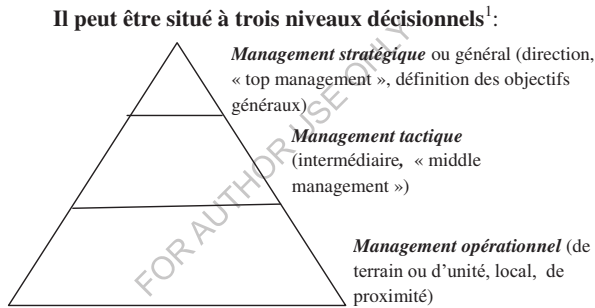 Il peut être situé à trois niveaux décisionnels1:
Management stratégique ou général (direction,
« top management », définition des objectifs
généraux)
Management tactique
(intermédiaire, « middle
management »)
Management opérationnel (de
terrain ou d’unité, local, de
proximité)
FOR AUTHOR USE ONLY